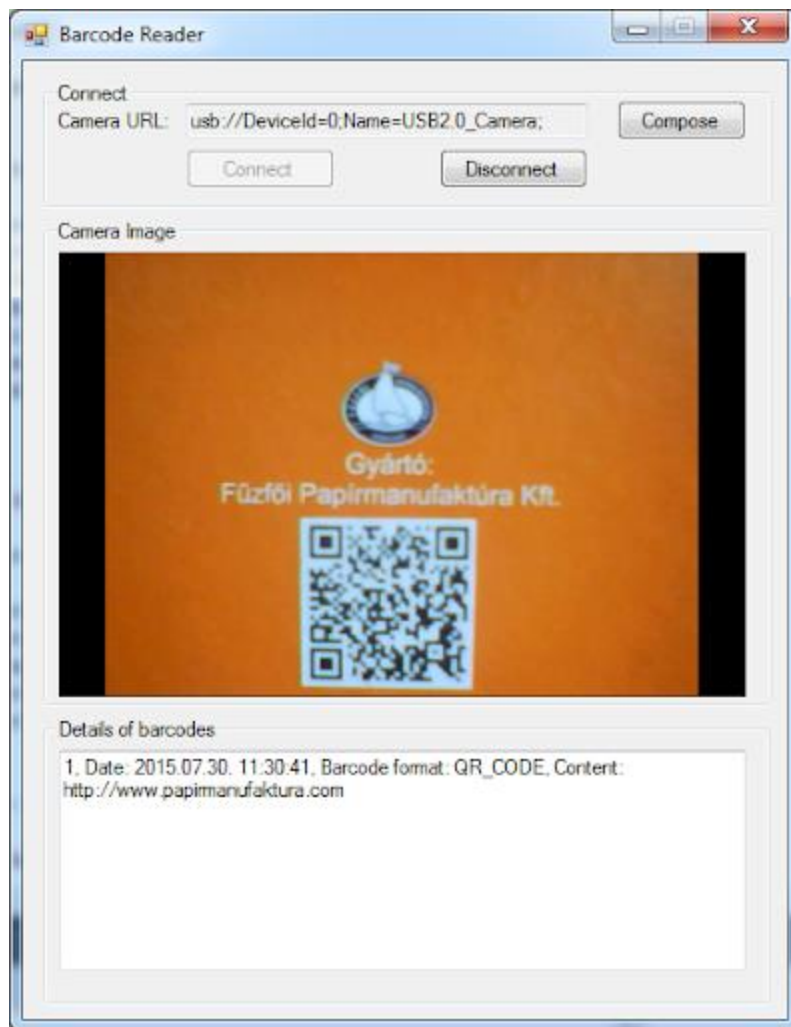 Barcode Reader
Connect
Camera URL: usb://DeviceId=0;Name=USB2.0_Camera; Compose
Connect Disconnect
Camera Image
Gyártó:
Fűzfői Papírmanufaktúra Kft.
Details of barcodes
1, Date: 2015.07.30. 11:30:41, Barcode format: QR_CODE, Content:
http://www.papirmanufaktura.com